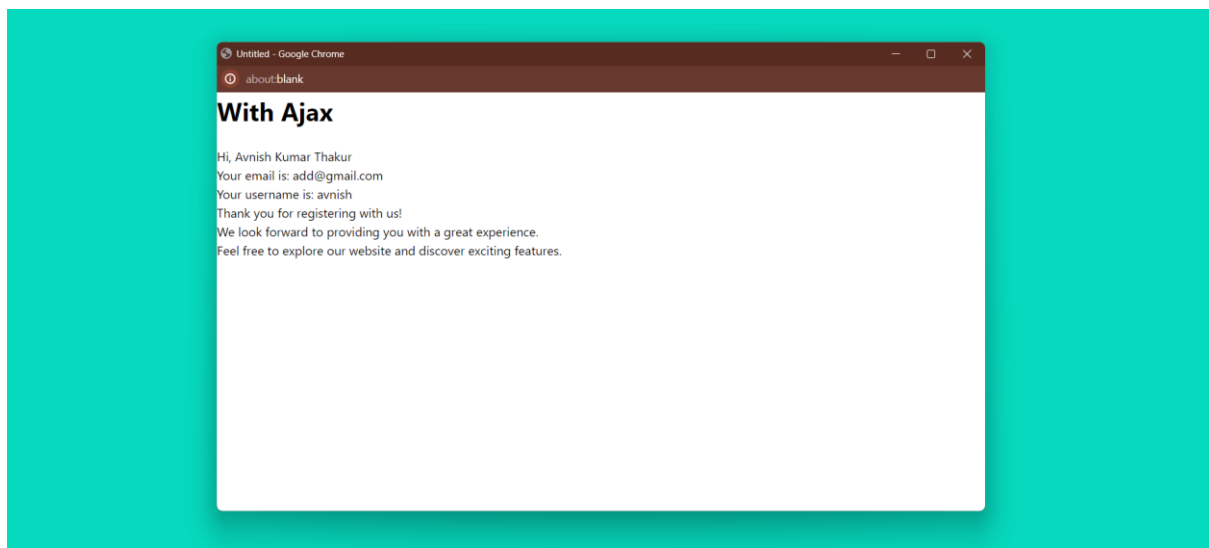 Untitled - Google Chrome
about:blank
With Ajax
Hi, Avnish Kumar Thakur
Your email is: add@gmail.com
Your username is: avnish
Thank you for registering with us!
We look forward to providing you with a great experience.
Feel free to explore our website and discover exciting features.